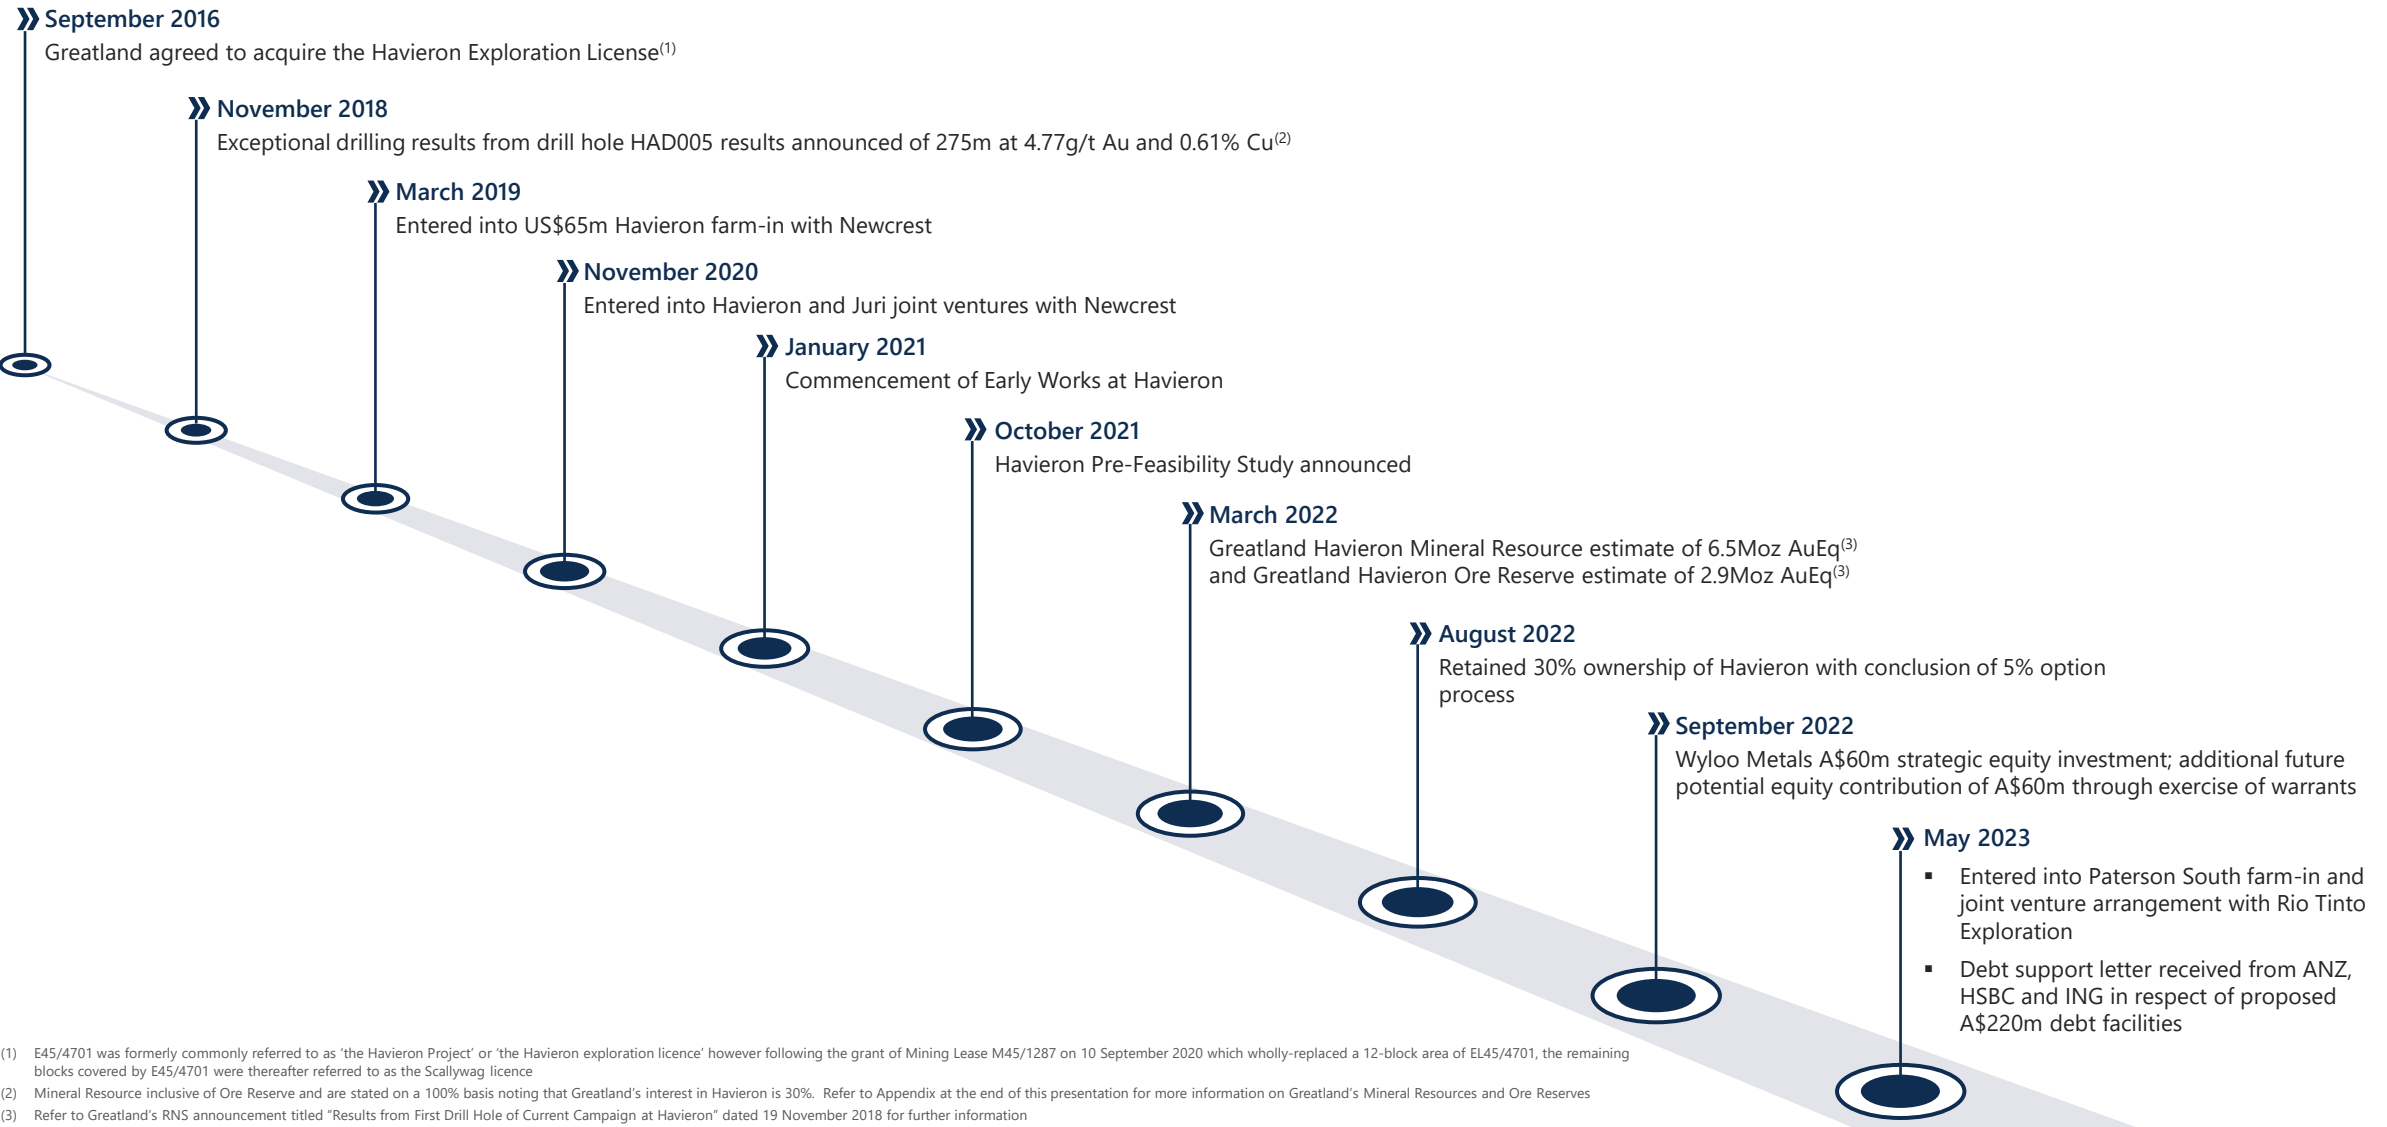 September 2016
Greatland agreed to acquire the Havieron Exploration License(1)
November 2018
Exceptional drilling results from drill hole HAD005 results announced of 275m at 4.77g/t Au and 0.61% Cu(2)
March 2019
Entered into US$65m Havieron farm-in with Newcrest
November 2020
Entered into Havieron and Juri joint ventures with Newcrest
January 2021
Commencement of Early Works at Havieron
October 2021
Havieron Pre-Feasibility Study announced
March 2022
Greatland Havieron Mineral Resource estimate of 6.5Moz AuEq(3)
and Greatland Havieron Ore Reserve estimate of 2.9Moz AuEq(3)
August 2022
Retained 30% ownership of Havieron with conclusion of 5% option
process
September 2022
Wyloo Metals A$60m strategic equity investment; additional future
potential equity contribution of A$60m through exercise of warrants
May 2023
▪ Entered into Paterson South farm-in and
joint venture arrangement with Rio Tinto
Exploration
▪ Debt support letter received from ANZ,
HSBC and ING in respect of proposed
A$220m debt facilities
(1) E45/4701 was formerly commonly referred to as 'the Havieron Project' or 'the Havieron exploration licence' however following the grant of Mining Lease M45/1287 on 10 September 2020 which wholly-replaced a 12-block area of EL45/4701, the remaining
blocks covered by E45/4701 were thereafter referred to as the Scallywag licence
(2) Mineral Resource inclusive of Ore Reserve and are stated on a 100% basis noting that Greatland's interest in Havieron is 30%. Refer to Appendix at the end of this presentation for more information on Greatland's Mineral Resources and Ore Reserves
(3) Refer to Greatland's RNS announcement titled "Results from First Drill Hole of Current Campaign at Havieron" dated 19 November 2018 for further information